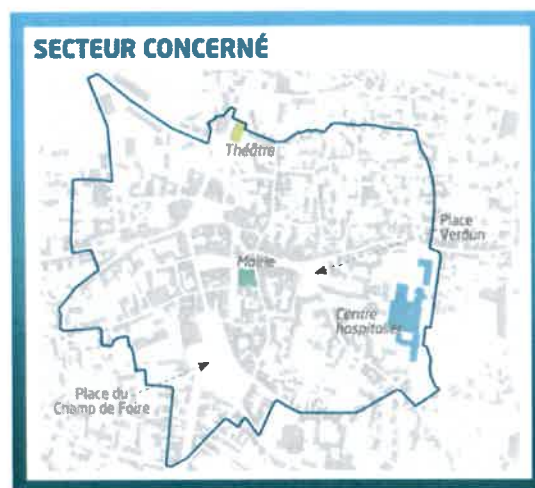 SECTEUR CONCERNÉ
Théâtre
Place
Verdun
Mairie
Centre
hospitalier
Place du
Champ de Foire